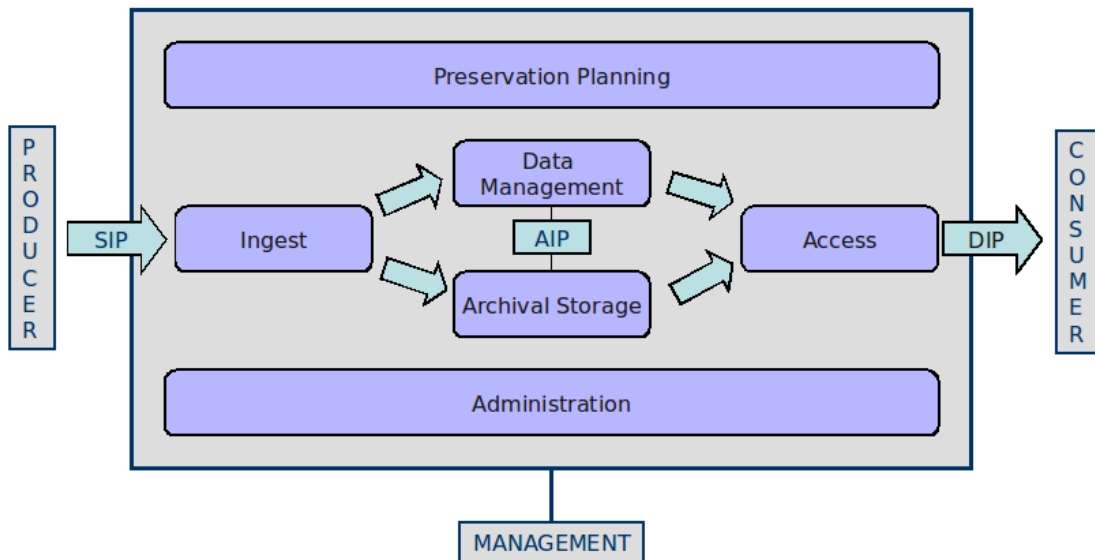 Preservation Planning
PRODUCER
SIP
Ingest
Data
Management
AIP
Archival Storage
Access
DIP
CONSUMER
Administration
MANAGEMENT